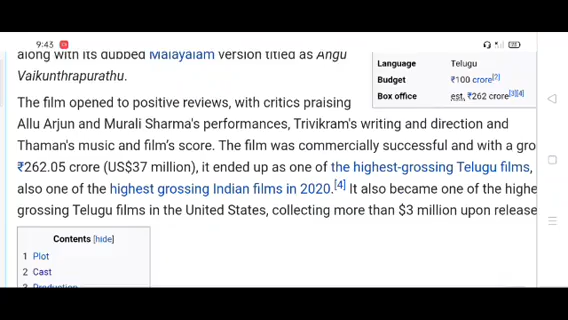 9:43
along with its dubbed Malayalam version titled as Angu
Vaikunthrapurathu.
Language Telugu
Budget ₹100 crore[2]
Box office est. ₹262 crore[3][4]
The film opened to positive reviews, with critics praising
Allu Arjun and Murali Sharma's performances, Trivikram's writing and direction and
Thaman's music and film's score. The film was commercially successful and with a gro
₹262.05 crore (US$37 million), it ended up as one of the highest-grossing Telugu films,
also one of the highest grossing Indian films in 2020.[4] It also became one of the highe
grossing Telugu films in the United States, collecting more than $3 million upon release
Contents [hide]
1 Plot
2 Cast
3 Production